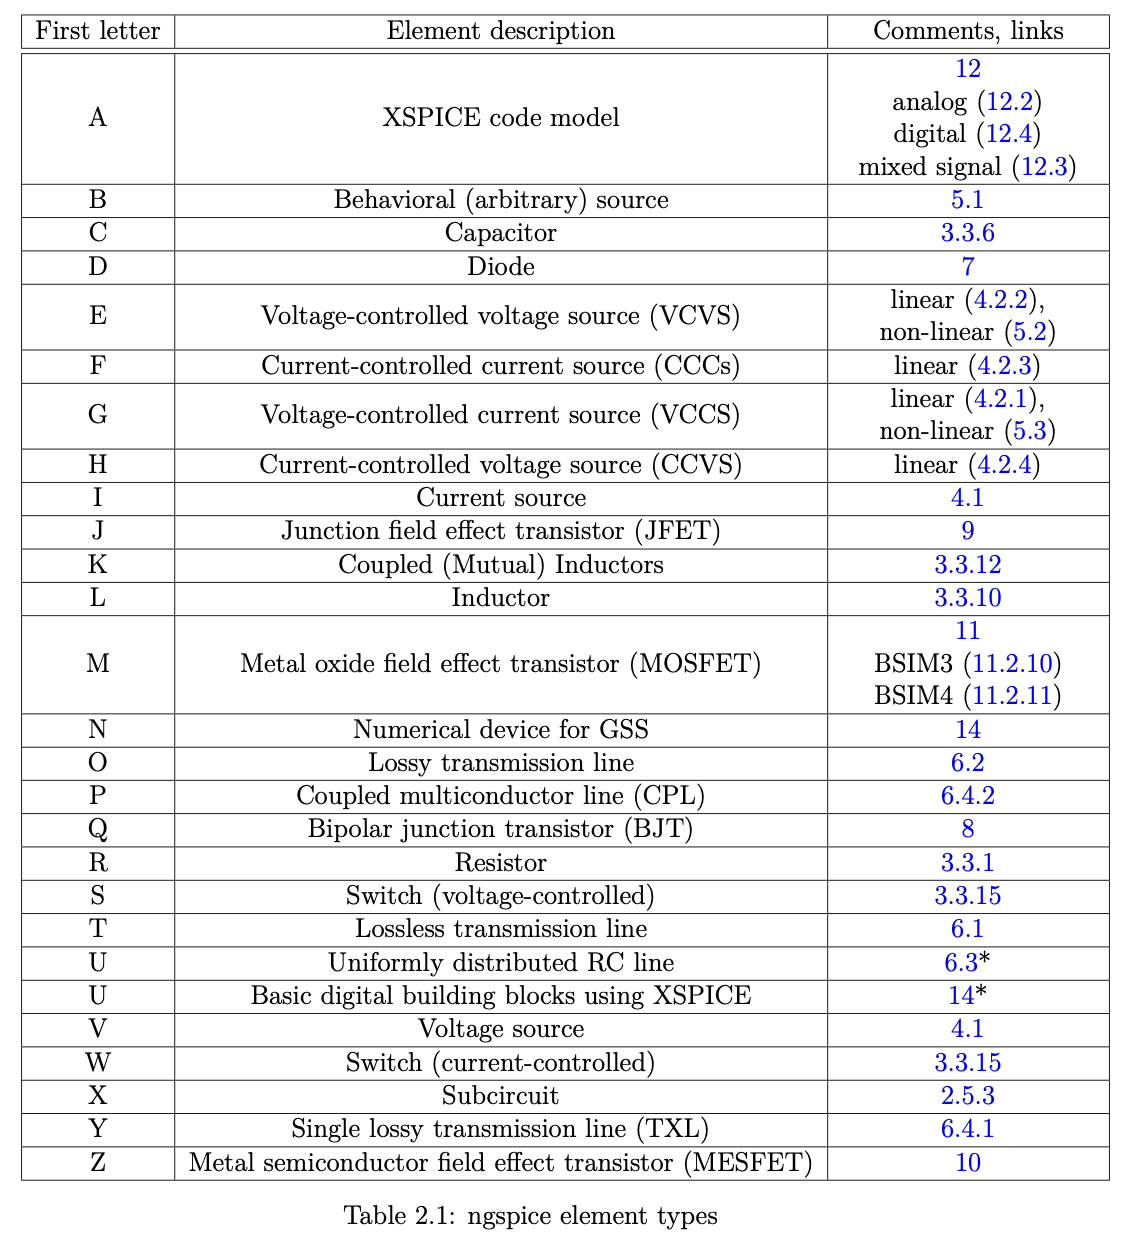 First letter Element description Comments, links
A XSPICE code model 12
analog (12.2)
digital (12.4)
mixed signal (12.3)
B Behavioral (arbitrary) source 5.1
C Capacitor 3.3.6
D Diode 7
E Voltage-controlled voltage source (VCVS) linear (4.2.2),
non-linear (5.2)
F Current-controlled current source (CCCs) linear (4.2.3)
G Voltage-controlled current source (VCCS) linear (4.2.1),
non-linear (5.3)
H Current-controlled voltage source (CCVS) linear (4.2.4)
I Current source 4.1
J Junction field effect transistor (JFET) 9
K Coupled (Mutual) Inductors 3.3.12
L Inductor 3.3.10
M Metal oxide field effect transistor (MOSFET) 11
BSIM3 (11.2.10)
BSIM4 (11.2.11)
N Numerical device for GSS 14
O Lossy transmission line 6.2
P Coupled multiconductor line (CPL) 6.4.2
Q Bipolar junction transistor (BJT) 8
R Resistor 3.3.1
S Switch (voltage-controlled) 3.3.15
T Lossless transmission line 6.1
U Uniformly distributed RC line 6.3*
U Basic digital building blocks using XSPICE 14*
V Voltage source 4.1
W Switch (current-controlled) 3.3.15
X Subcircuit 2.5.3
Y Single lossy transmission line (TXL) 6.4.1
Z Metal semiconductor field effect transistor (MESFET) 10
Table 2.1: ngspice element types